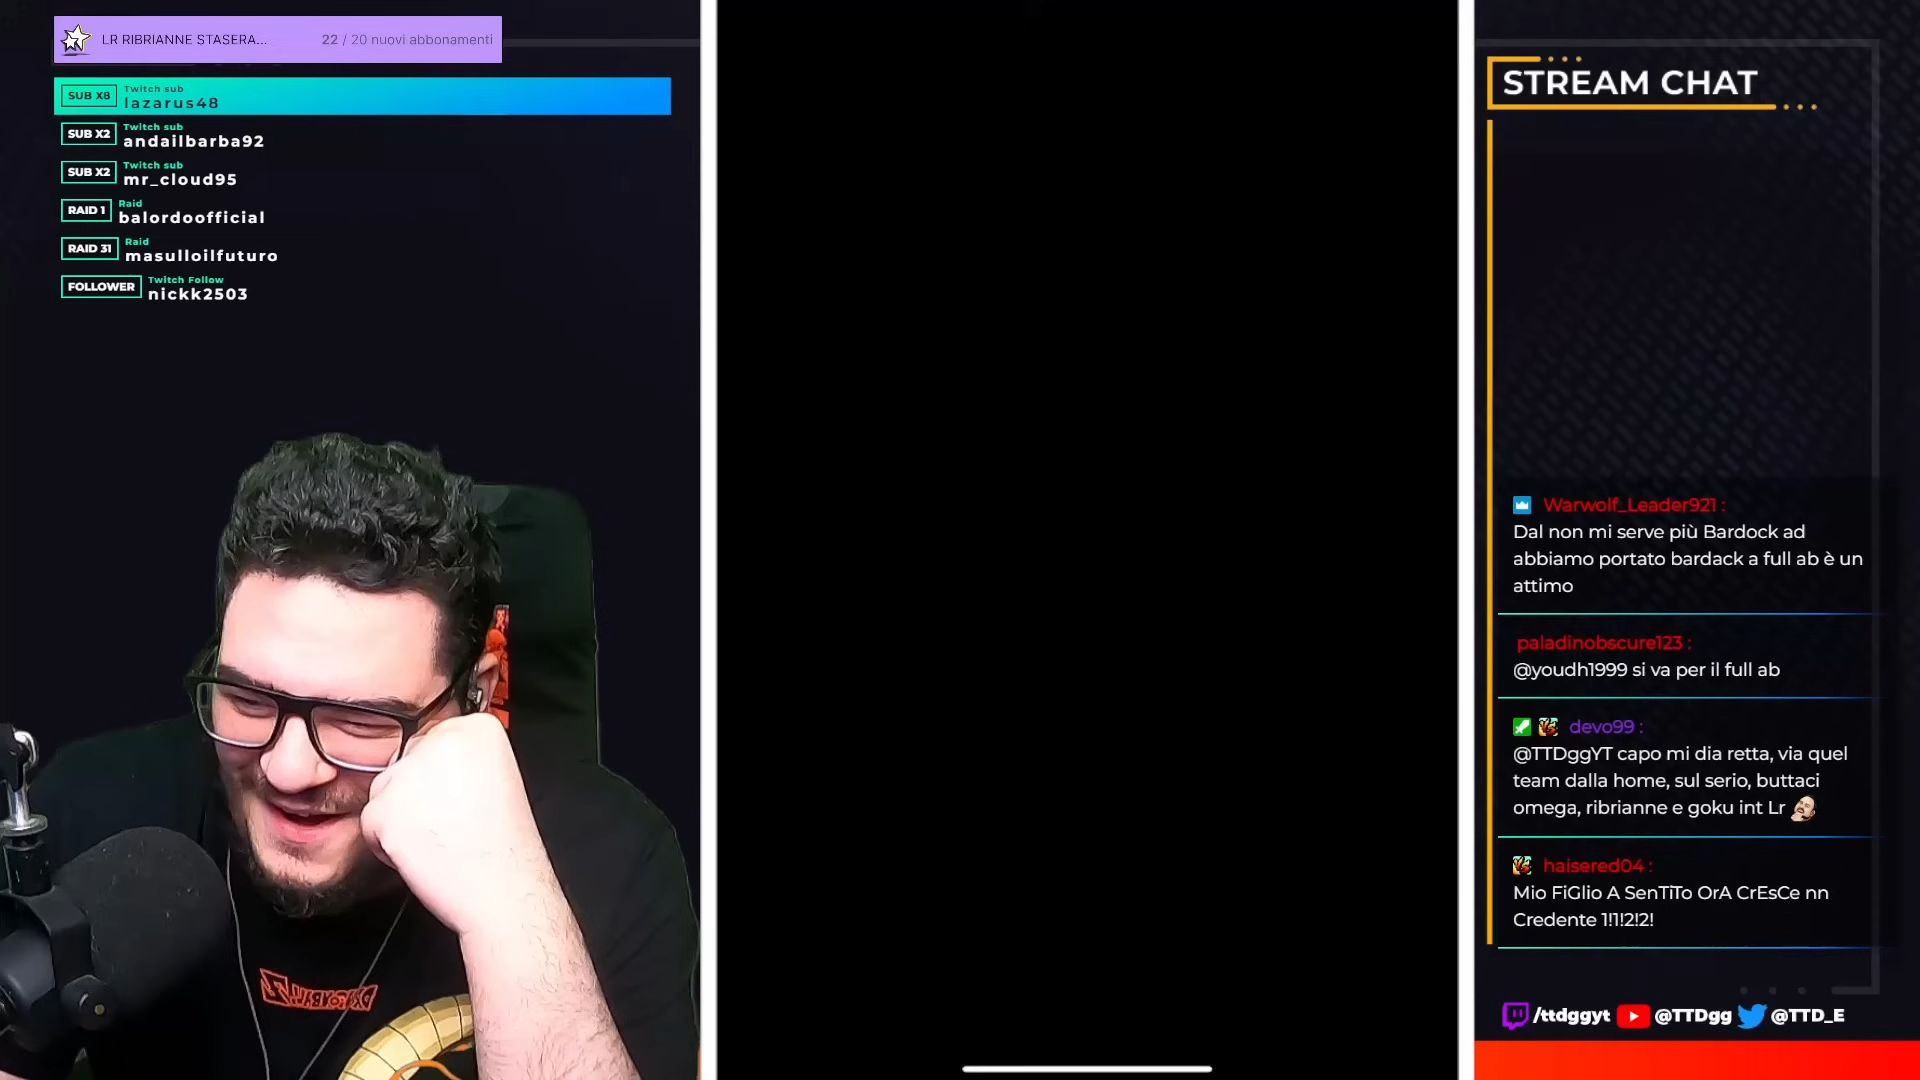 LR RIBRIANNE STASERA...
22 / 20 nuovi abbonamenti
SUB X8
Twitch sub
lazarus48
SUB X2
Twitch sub
andailbarba92
SUB X2
Twitch sub
mr_cloud95
RAID 1
Raid
balordoofficial
RAID 31
Raid
masulloilfuturo
FOLLOWER
Twitch Follow
nickk2503
STREAM CHAT
Warwolf_Leader921 :
Dal non mi serve più Bardock ad
abbiamo portato bardack a full ab è un
attimo
paladinobscure123 :
@youdh1999 si va per il full ab
devo99 :
@TTDggYT capo mi dia retta, via quel
team dalla home, sul serio, buttaci
omega, ribrianne e goku int Lr
haisered04 :
Mio FiGlio A SenTiTo OrA CrEsCe nn
Credente 1!1!2!2!
/ttdggyt @TTDgg @TTD_E